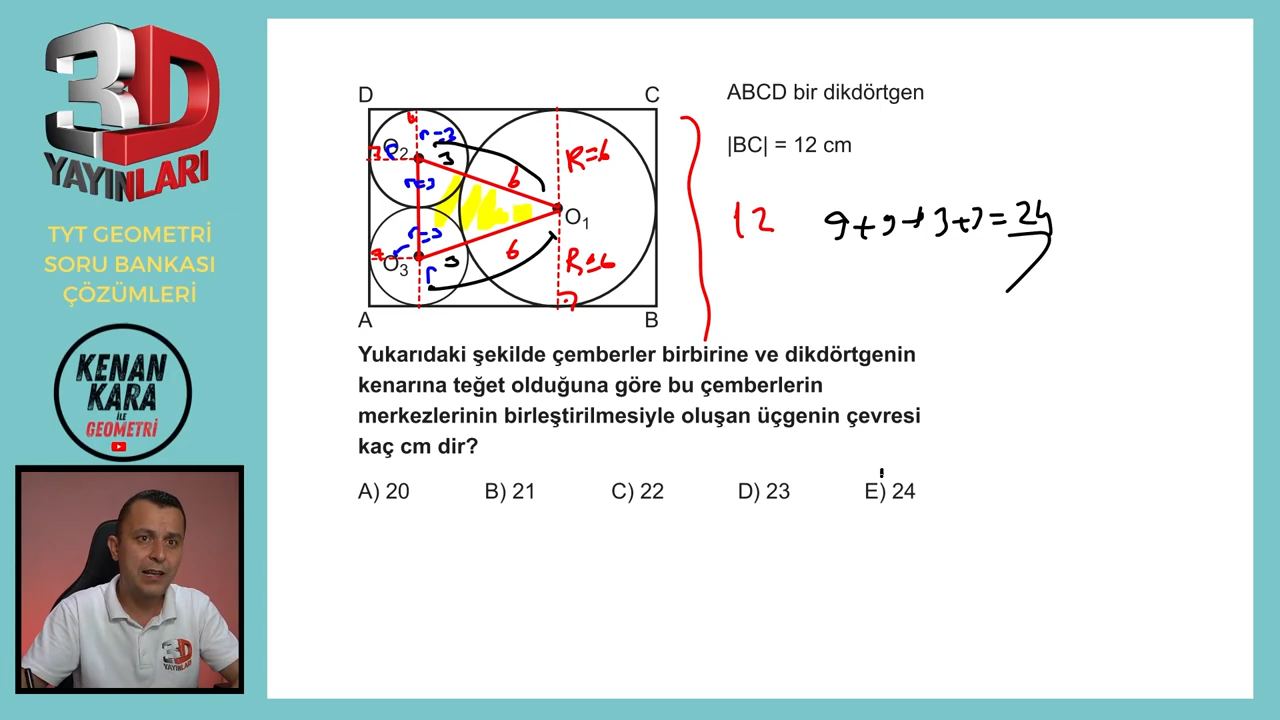 3D
YAYINLARI
TYT GEOMETRİ
SORU BANKASI
ÇÖZÜMLERİ
KENAN
KARA
İLE
GEOMETRİ
3D
YAYINLARI
D
C
ABCD bir dikdörtgen
|BC| = 12 cm
12
9+9+3+3=24
r=3
O2
3
r=3
6
R=6
O1
r=3
6
R=6
O3
r
3
A
B
Yukarıdaki şekilde çemberler birbirine ve dikdörtgenin
kenarına teğet olduğuna göre bu çemberlerin
merkezlerinin birleştirilmesiyle oluşan üçgenin çevresi
kaç cm dir?
A) 20 B) 21 C) 22 D) 23 E) 24